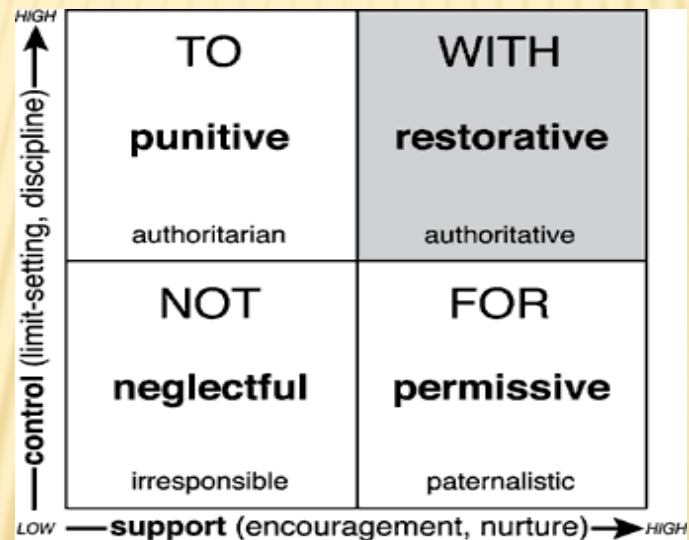 HIGH
TO
WITH
punitive
restorative
authoritarian
authoritative
NOT
FOR
neglectful
permissive
irresponsible
paternalistic
control (limit-setting, discipline)
LOW support (encouragement, nurture) HIGH